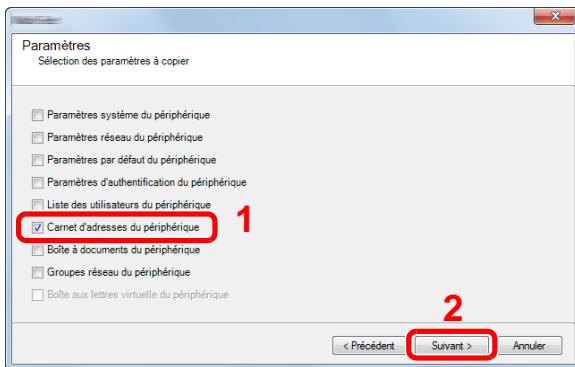 Paramètres
Sélection des paramètres à copier
Paramètres système du périphérique
Paramètres réseau du périphérique
Paramètres par défaut du périphérique
Paramètres d'authentification du périphérique
Liste des utilisateurs du périphérique
Carnet d'adresses du périphérique
1
Boîte à documents du périphérique
Groupes réseau du périphérique
Boîte aux lettres virtuelle du périphérique
2
< Précédent Suivant > Annuler